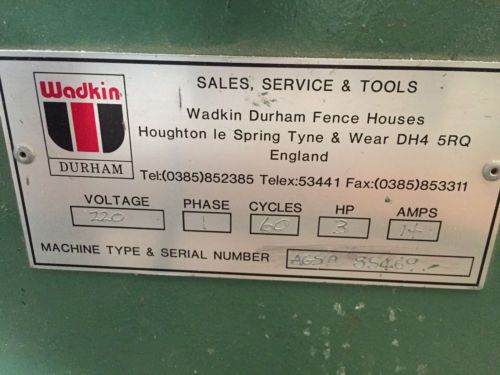 Wadkin
DURHAM
SALES, SERVICE & TOOLS
Wadkin Durham Fence Houses
Houghton le Spring Tyne & Wear DH4 5RQ
England
Tel:(0385)852385 Telex:53441 Fax:(0385)853311
VOLTAGE PHASE CYCLES HP AMPS
220 1 60 3 14
MACHINE TYPE & SERIAL NUMBER